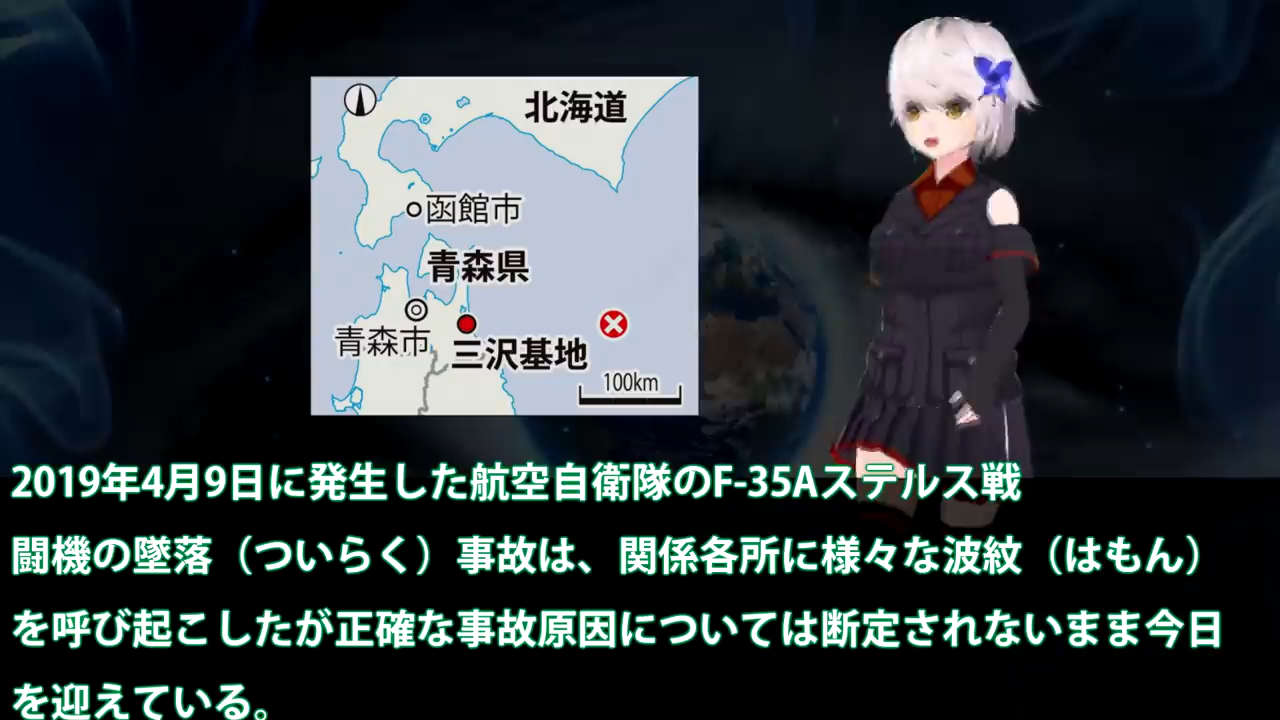 北海道
函館市
青森県
青森市
三沢基地
100km
2019年4月9日に発生した航空自衛隊のF-35Aステルス戦
闘機の墜落（ついらく）事故は、関係各所に様々な波紋（はもん）
を呼び起こしたが正確な事故原因については断定されないまま今日
を迎えている。